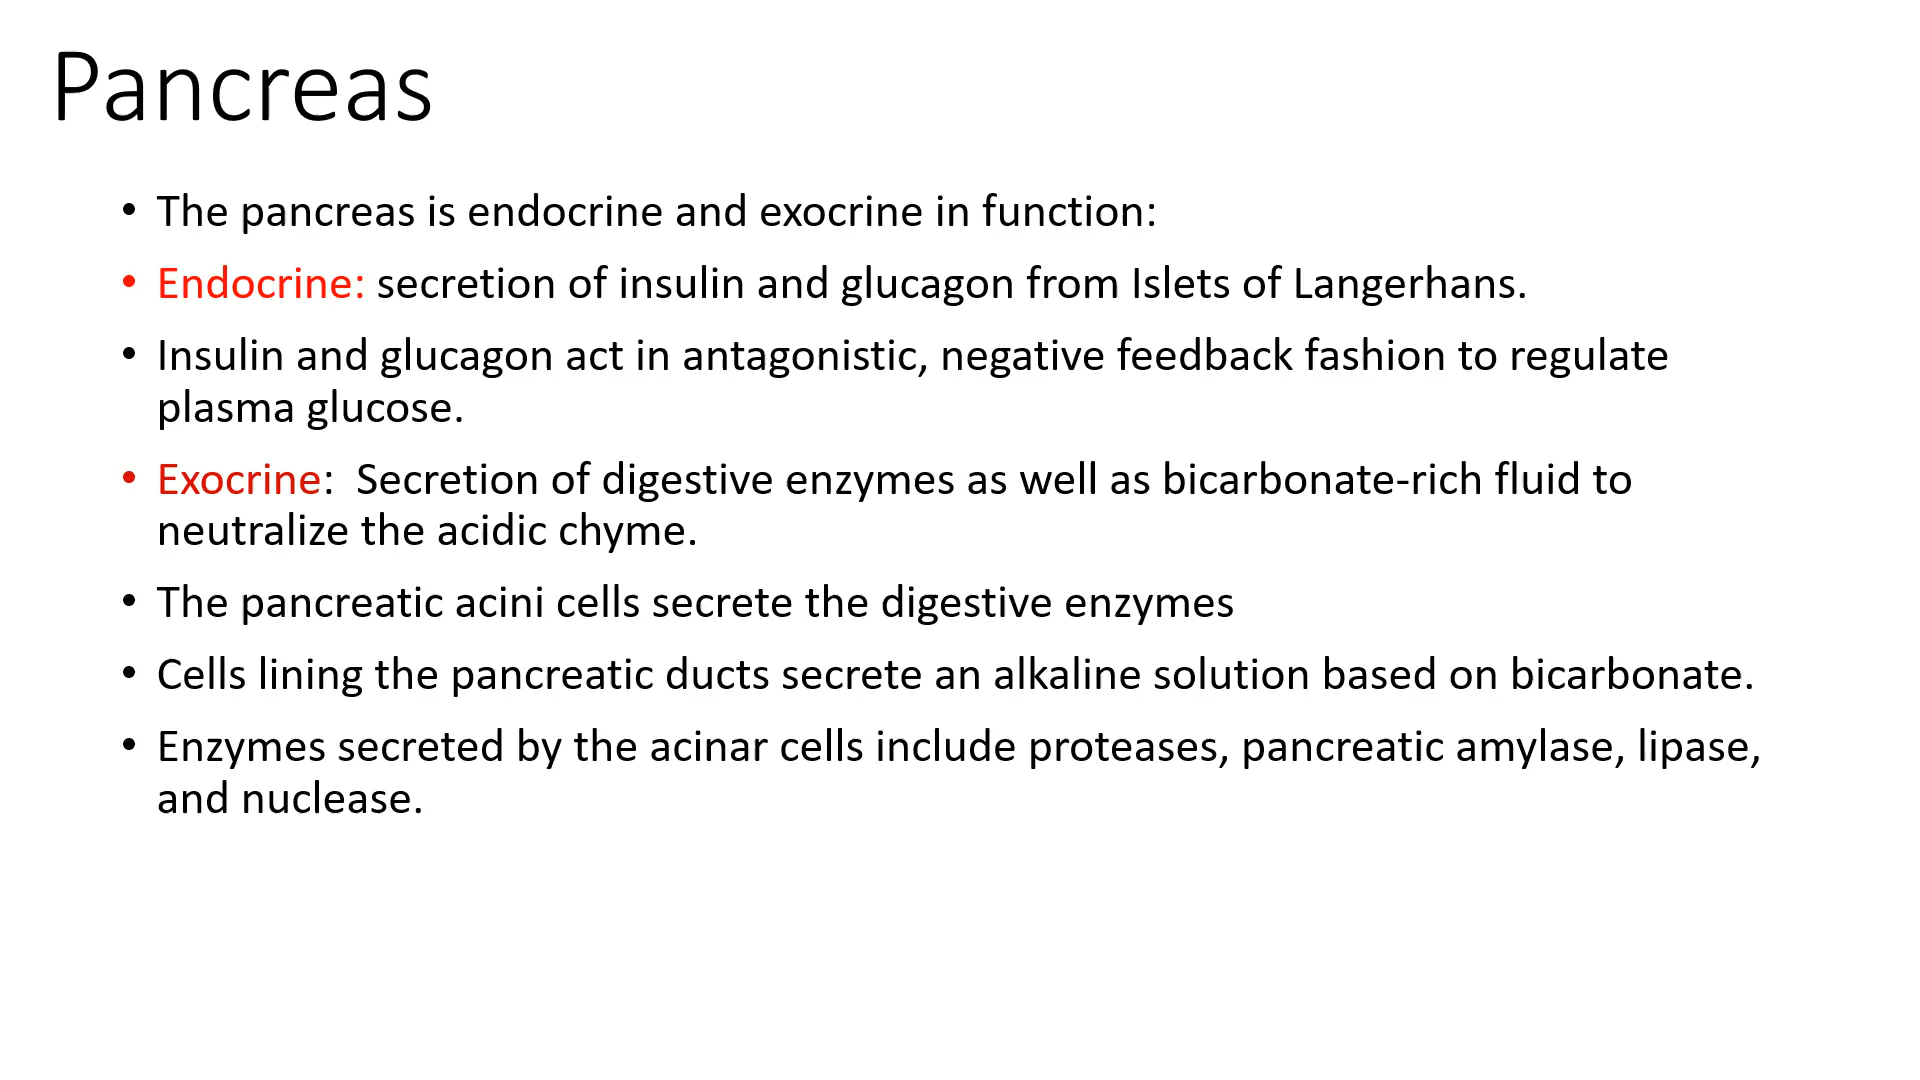 Pancreas
• The pancreas is endocrine and exocrine in function:
• Endocrine: secretion of insulin and glucagon from Islets of Langerhans.
• Insulin and glucagon act in antagonistic, negative feedback fashion to regulate
plasma glucose.
• Exocrine:  Secretion of digestive enzymes as well as bicarbonate-rich fluid to
neutralize the acidic chyme.
• The pancreatic acini cells secrete the digestive enzymes
• Cells lining the pancreatic ducts secrete an alkaline solution based on bicarbonate.
• Enzymes secreted by the acinar cells include proteases, pancreatic amylase, lipase,
and nuclease.